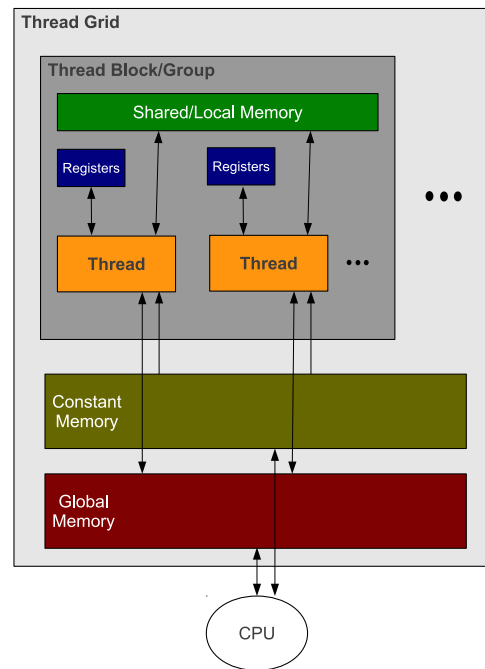 Thread Grid
Thread Block/Group
Shared/Local Memory
Registers
Registers
Thread
Thread
Constant
Memory
Global
Memory
CPU